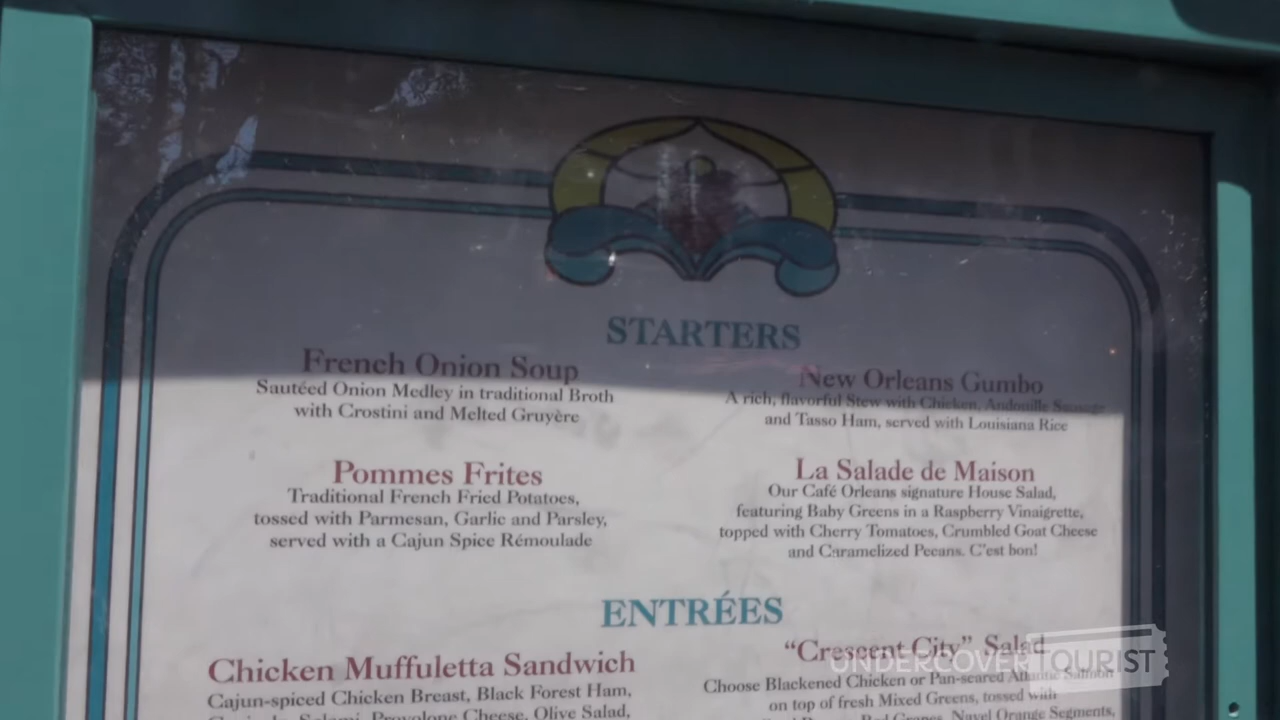 STARTERS
French Onion Soup
Sautéed Onion Medley in traditional Broth
with Crostini and Melted Gruyère
New Orleans Gumbo
A rich, flavorful Stew with Chicken, Andouille Sausage
and Tasso Ham, served with Louisiana Rice
Pommes Frites
Traditional French Fried Potatoes,
tossed with Parmesan, Garlic and Parsley,
served with a Cajun Spice Rémoulade
La Salade de Maison
Our Café Orleans signature House Salad,
featuring Baby Greens in a Raspberry Vinaigrette,
topped with Cherry Tomatoes, Crumbled Goat Cheese
and Caramelized Pecans. C'est bon!
ENTRÉES
Chicken Muffuletta Sandwich
Cajun-spiced Chicken Breast, Black Forest Ham,
Salami, Provolone Cheese, Olive Salad,
"Crescent City" Salad
Choose Blackened Chicken or Pan-seared Atlantic Salmon
on top of fresh Mixed Greens, tossed with
Red Grapes, Navel Orange Segments,
UNDERCOVER TOURIST